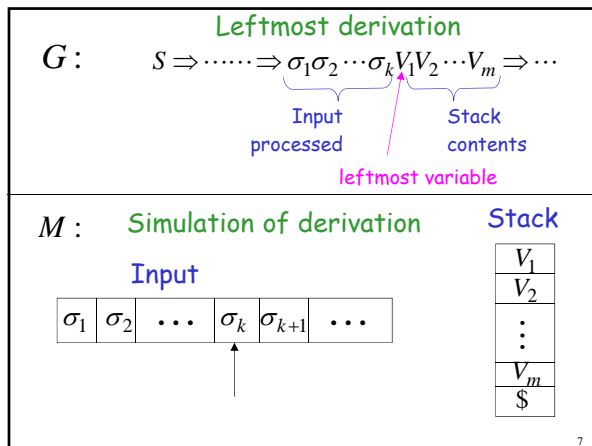 Leftmost derivation
G : S ⇒ ⋯⋯ ⇒ σ₁σ₂ ⋯ σₖV₁V₂ ⋯ Vₘ ⇒ ⋯
Input Stack
processed contents
leftmost variable
M : Simulation of derivation Stack
Input
σ₁ σ₂ ⋯ σₖ σₖ₊₁ ⋯
V₁
V₂
⋮
Vₘ
$
7